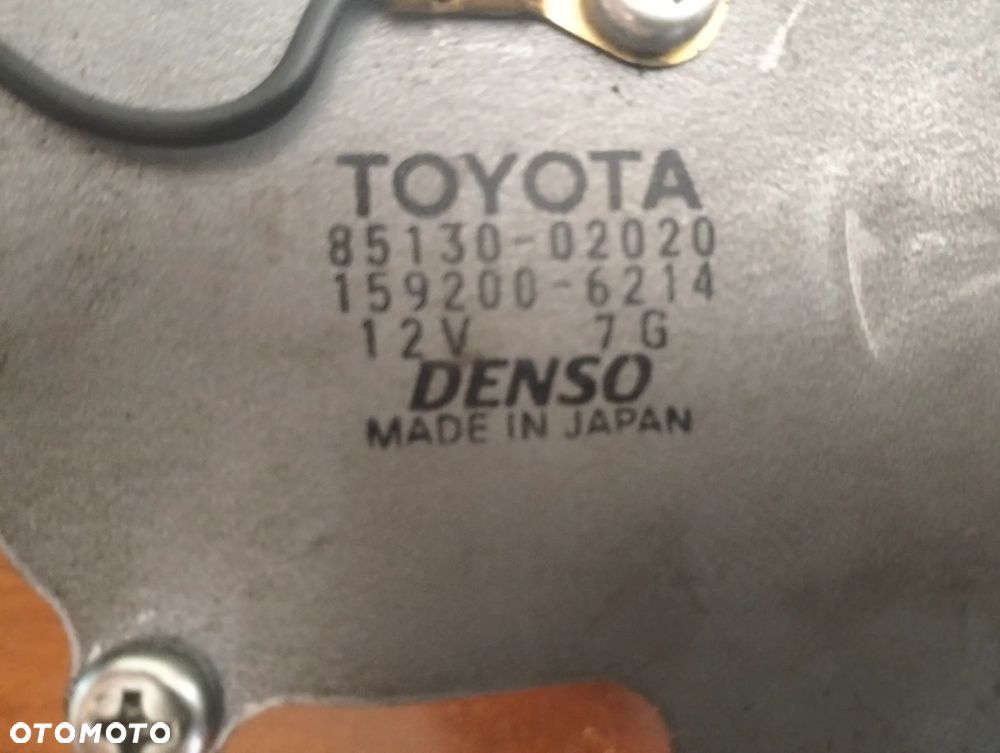 TOYOTA
85130-02020
159200-6214
12V 7G
DENSO
MADE IN JAPAN
OTOMOTO